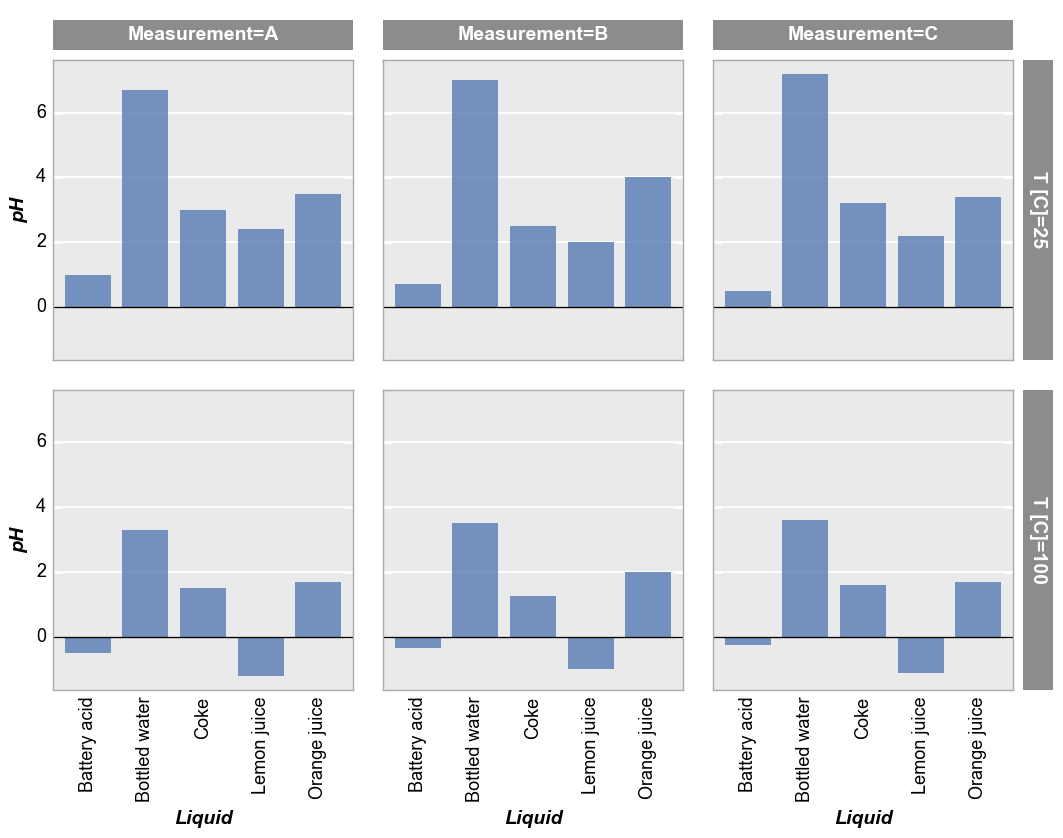 Measurement=A Measurement=B Measurement=C
6
4
2
0
pH
T [C]=25
6
4
2
0
pH
T [C]=100
Battery acid Bottled water Coke Lemon juice Orange juice
Battery acid Bottled water Coke Lemon juice Orange juice
Battery acid Bottled water Coke Lemon juice Orange juice
Liquid Liquid Liquid